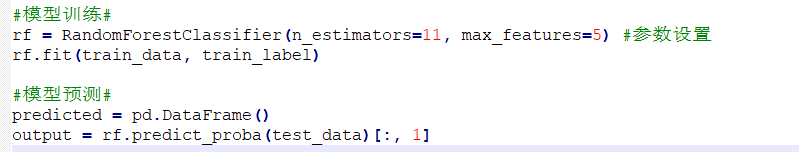 #模型训练#
rf = RandomForestClassifier(n_estimators=11, max_features=5) #参数设置
rf.fit(train_data, train_label)
#模型预测#
predicted = pd.DataFrame()
output = rf.predict_proba(test_data)[:, 1]